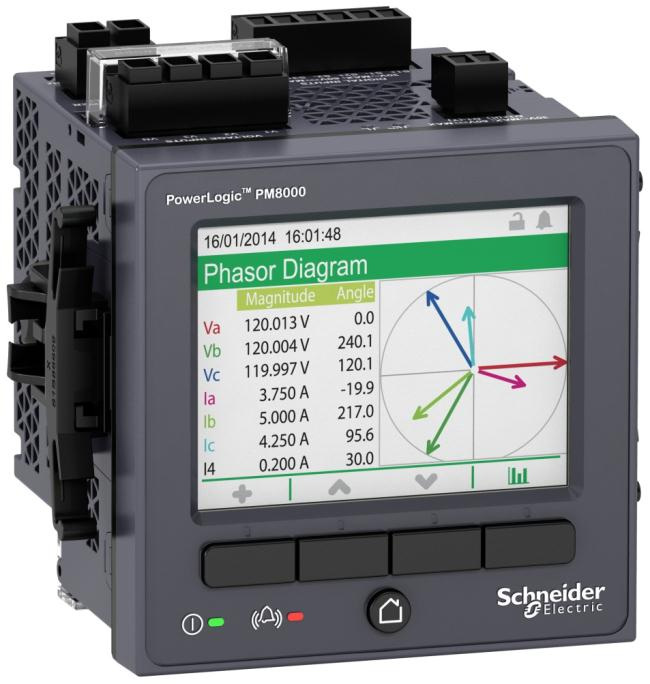 PowerLogic™ PM8000
16/01/2014 16:01:48
Phasor Diagram
Magnitude Angle
Va 120.013 V 0.0
Vb 120.004 V 240.1
Vc 119.997 V 120.1
Ia 3.750 A -19.9
Ib 5.000 A 217.0
Ic 4.250 A 95.6
I4 0.200 A 30.0
Schneider
Electric